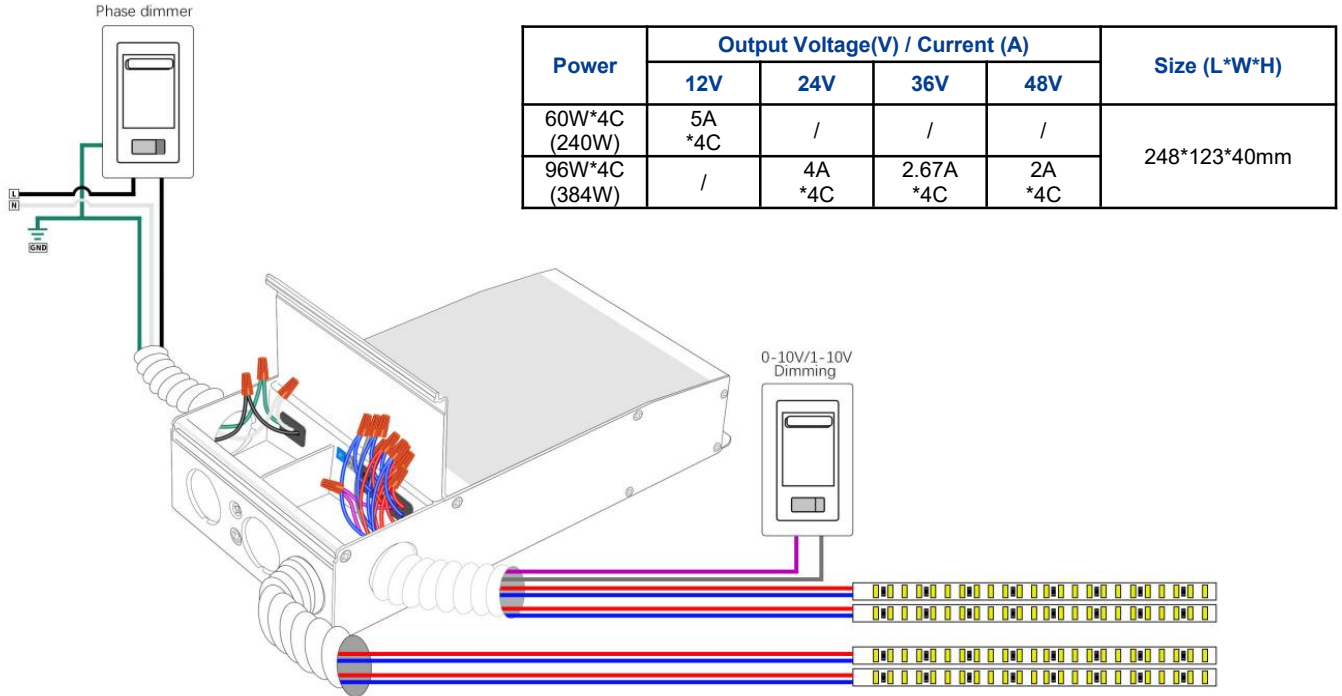 Phase dimmer
Power
Output Voltage(V) / Current (A)
Size (L*W*H)
12V
24V
36V
48V
60W*4C
(240W)
5A
*4C
/
/
/
248*123*40mm
96W*4C
(384W)
/
4A
*4C
2.67A
*4C
2A
*4C
L
N
GND
0-10V/1-10V
Dimming